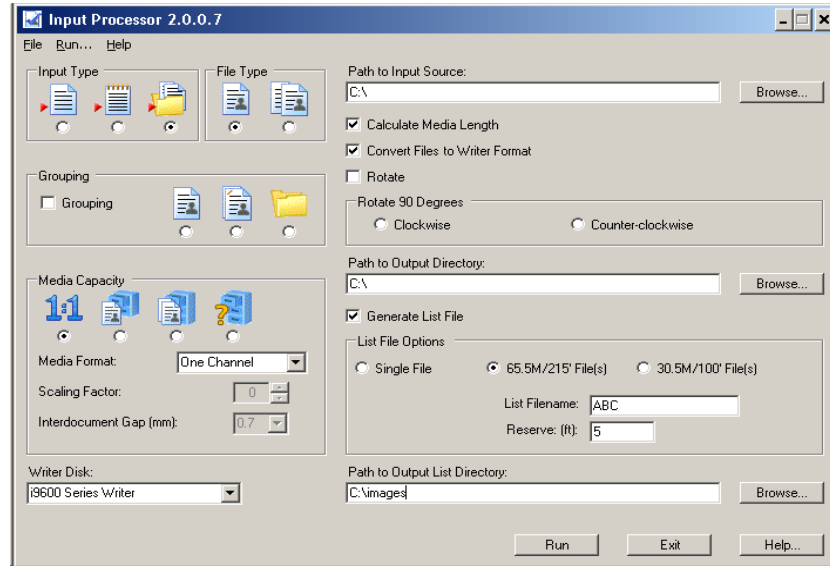 Input Processor 2.0.0.7
File Run... Help
Input Type
File Type
Path to Input Source:
C:\
Browse...
Calculate Media Length
Convert Files to Writer Format
Rotate
Grouping
Grouping
Rotate 90 Degrees
Clockwise Counter-clockwise
Path to Output Directory:
C:\
Browse...
Media Capacity
1:1
?
Media Format: One Channel
Scaling Factor: 0
Interdocument Gap (mm): 0.7
Generate List File
List File Options
Single File 65.5M/215' File(s) 30.5M/100' File(s)
List Filename: ABC
Reserve: (ft): 5
Writer Disk:
i9600 Series Writer
Path to Output List Directory:
C:\images
Browse...
Run Exit Help...